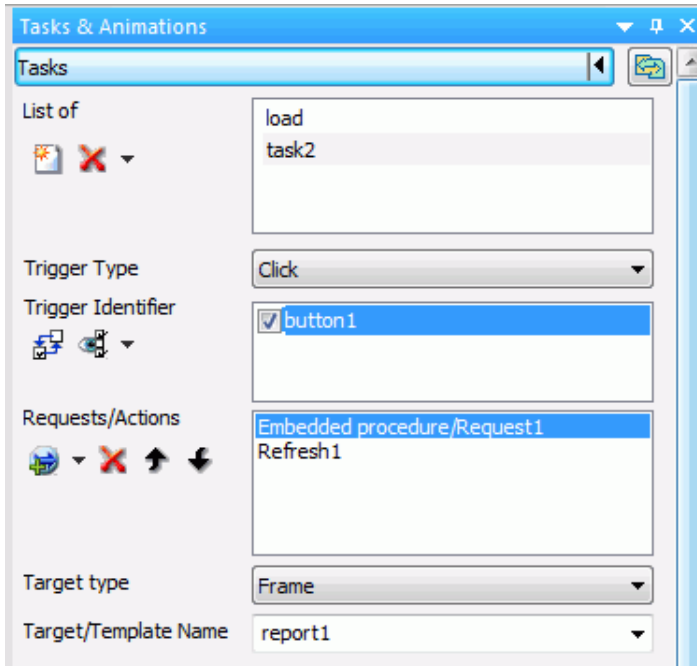 Tasks & Animations
Tasks
List of
load
task2
Trigger Type
Click
Trigger Identifier
button1
Requests/Actions
Embedded procedure/Request1
Refresh1
Target type
Frame
Target/Template Name
report1